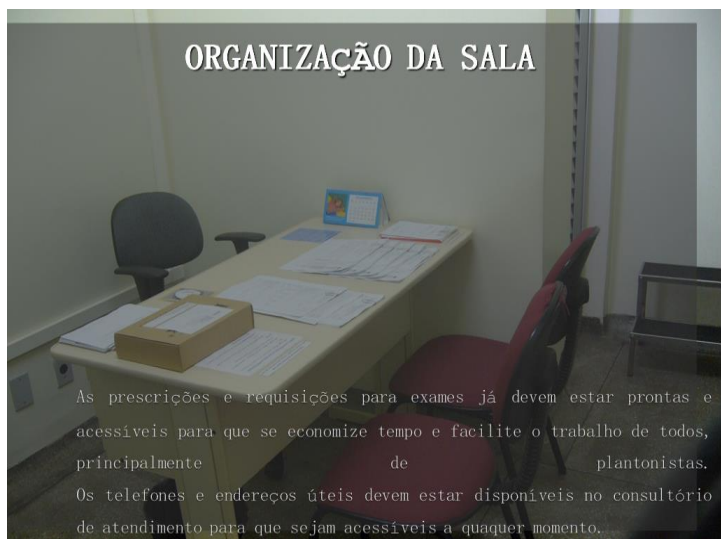 ORGANIZAÇÃO DA SALA
As prescrições e requisições para exames já devem estar prontas e
acessíveis para que se economize tempo e facilite o trabalho de todos,
principalmente de plantonistas.
Os telefones e endereços úteis devem estar disponíveis no consultório
de atendimento para que sejam acessíveis a quaquer momento.